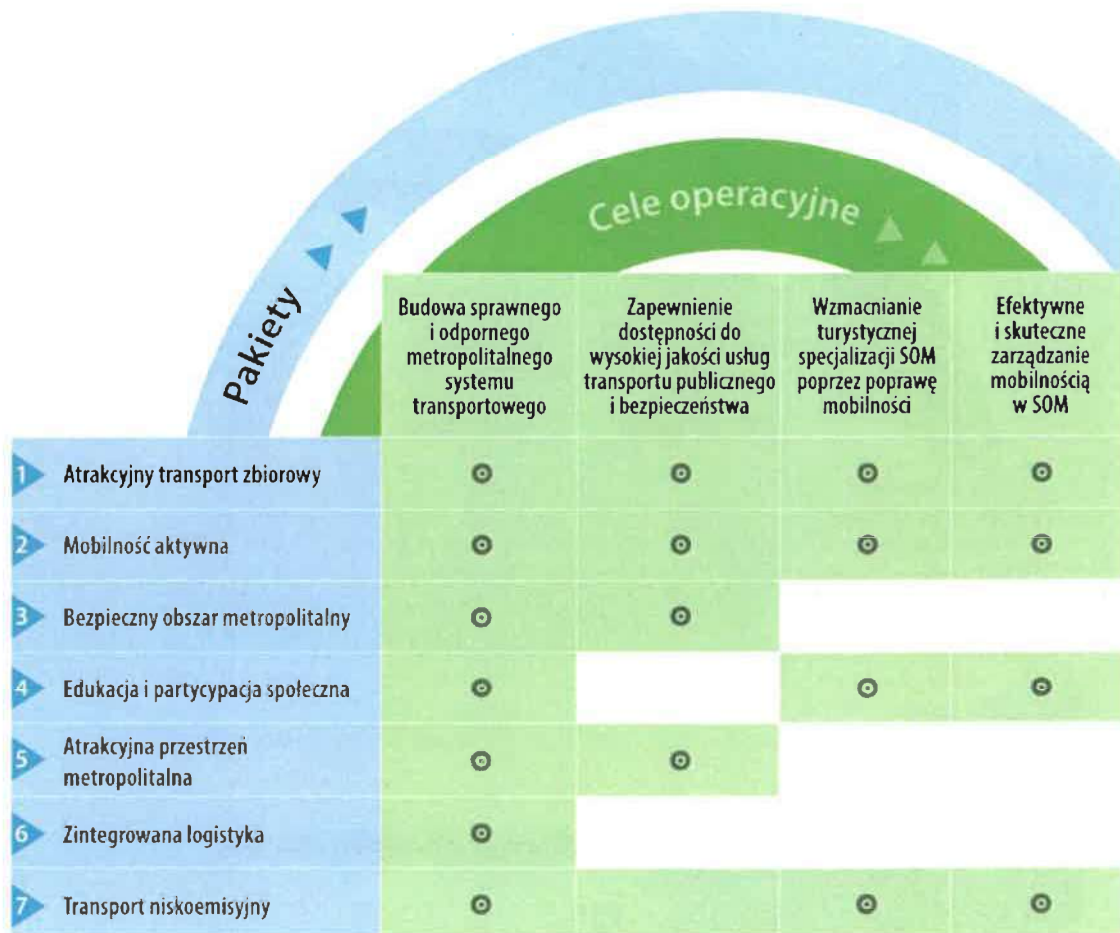 Cele operacyjne
Pakiety
Budowa sprawnego
i odpornego
metropolitalnego
systemu
transportowego
Zapewnienie
dostępności do
wysokiej jakości usług
transportu publicznego
i bezpieczeństwa
Wzmacnianie
turystycznej
specjalizacji SOM
poprzez poprawę
mobilności
Efektywne
i skuteczne
zarządzanie
mobilnością
w SOM
1 Atrakcyjny transport zbiorowy
2 Mobilność aktywna
3 Bezpieczny obszar metropolitalny
4 Edukacja i partycypacja społeczna
5 Atrakcyjna przestrzeń
metropolitalna
6 Zintegrowana logistyka
7 Transport niskoemisyjny